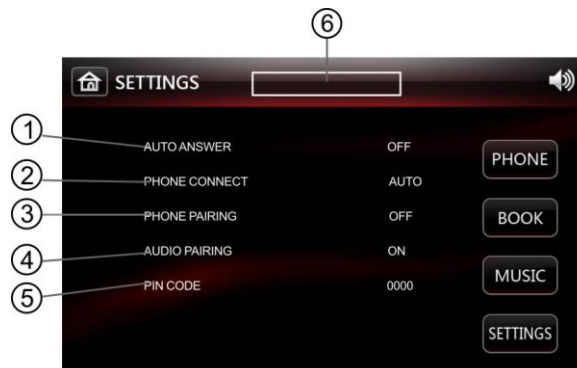 6
SETTINGS
1
AUTO ANSWER OFF
PHONE
2
PHONE CONNECT AUTO
3
PHONE PAIRING OFF
BOOK
4
AUDIO PAIRING ON
MUSIC
5
PIN CODE 0000
SETTINGS